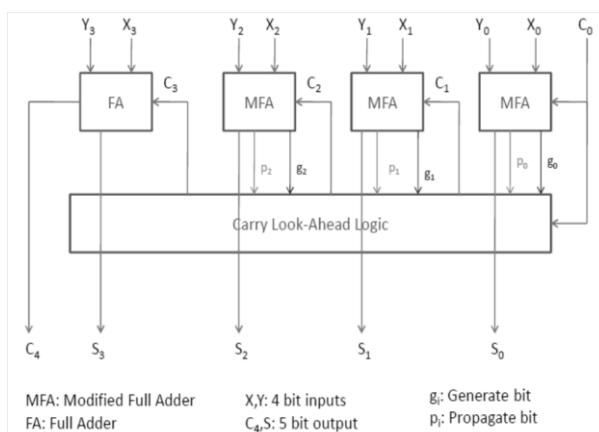 Y3 X3 Y2 X2 Y1 X1 Y0 X0 C0
FA C3 MFA C2 MFA C1 MFA
p2 g2 p1 g1 p0 g0
Carry Look-Ahead Logic
C4 S3 S2 S1 S0
MFA: Modified Full Adder X,Y: 4 bit inputs gi: Generate bit
FA: Full Adder C4,S: 5 bit output pi: Propagate bit